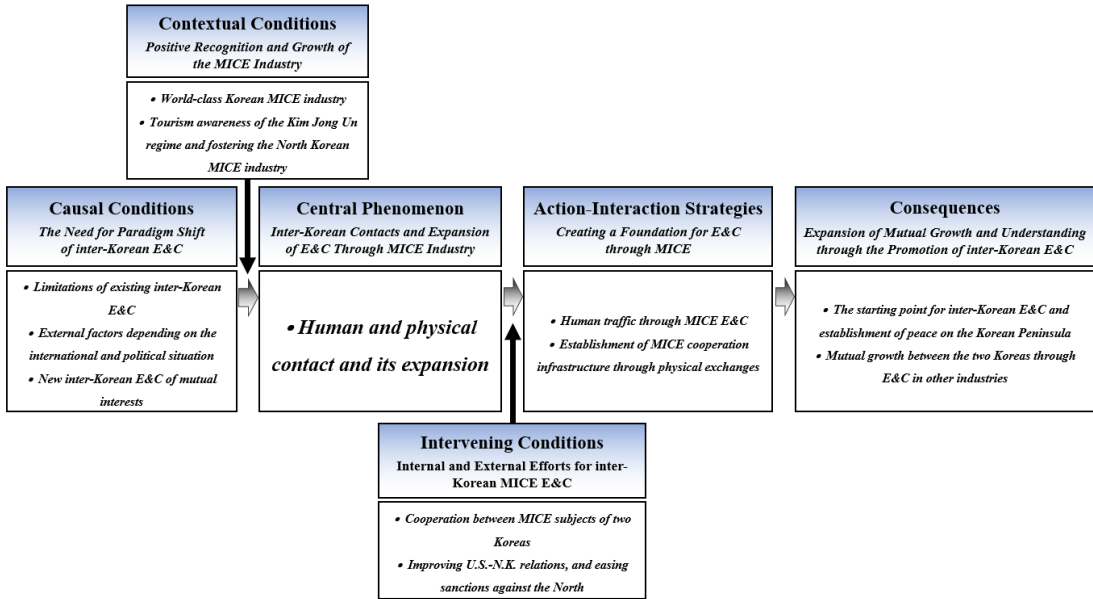 Contextual Conditions
Positive Recognition and Growth of
the MICE Industry
• World-class Korean MICE industry
• Tourism awareness of the Kim Jong Un
regime and fostering the North Korean
MICE industry
Causal Conditions
The Need for Paradigm Shift
of inter-Korean E&C
• Limitations of existing inter-Korean
E&C
• External factors depending on the
international and political situation
• New inter-Korean E&C of mutual
interests
Central Phenomenon
Inter-Korean Contacts and Expansion
of E&C Through MICE Industry
• Human and physical
contact and its expansion
Action-Interaction Strategies
Creating a Foundation for E&C
through MICE
• Human traffic through MICE E&C
• Establishment of MICE cooperation
infrastructure through physical exchanges
Consequences
Expansion of Mutual Growth and Understanding
through the Promotion of inter-Korean E&C
• The starting point for inter-Korean E&C and
establishment of peace on the Korean Peninsula
• Mutual growth between the two Koreas through
E&C in other industries
Intervening Conditions
Internal and External Efforts for inter-
Korean MICE E&C
• Cooperation between MICE subjects of two
Koreas
• Improving U.S.-N.K. relations, and easing
sanctions against the North